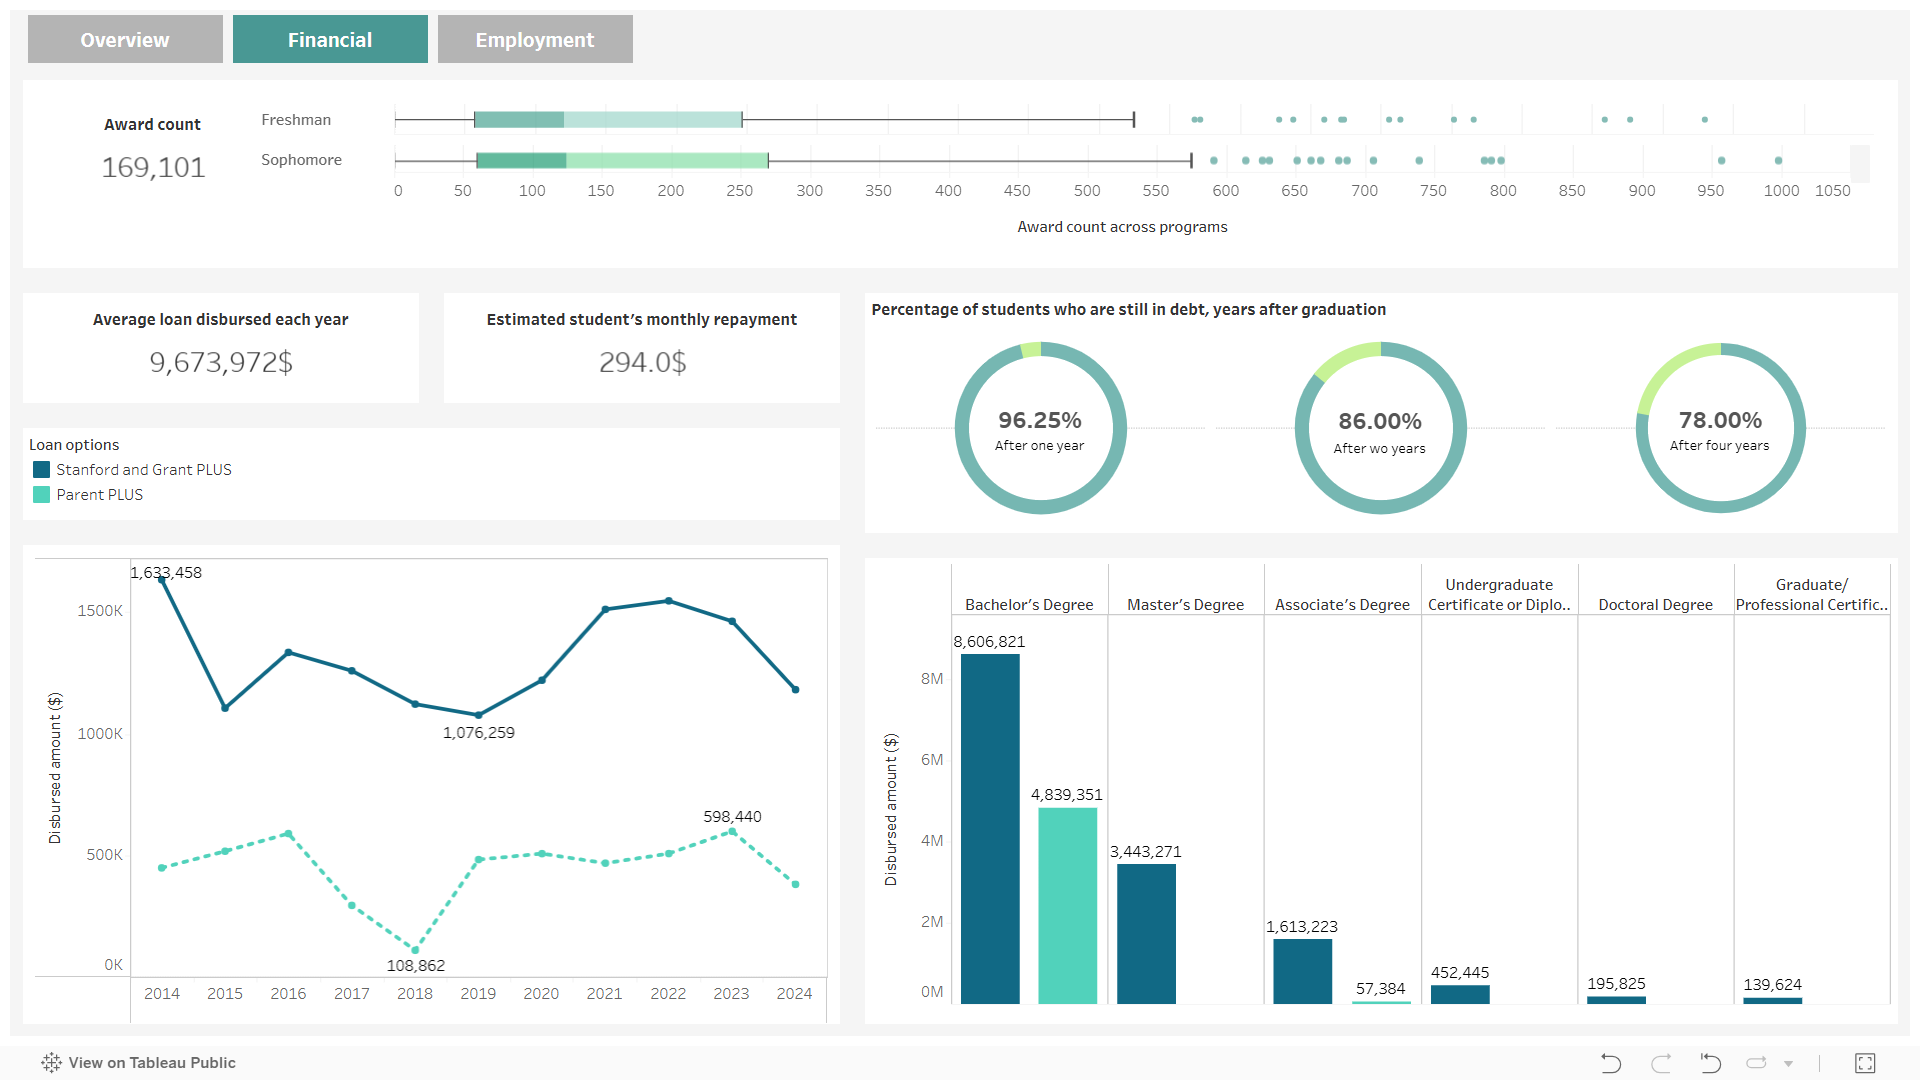 Overview
Financial
Employment
Award count
169,101
Freshman
Sophomore
0 50 100 150 200 250 300 350 400 450 500 550 600 650 700 750 800 850 900 950 1000 1050
Award count across programs
Average loan disbursed each year
9,673,972$
Estimated student's monthly repayment
294.0$
Percentage of students who are still in debt, years after graduation
96.25%
After one year
86.00%
After wo years
78.00%
After four years
Loan options
Stanford and Grant PLUS
Parent PLUS
Disbursed amount ($)
1500K
1000K
500K
0K
1,633,458
1,076,259
598,440
108,862
2014 2015 2016 2017 2018 2019 2020 2021 2022 2023 2024
Bachelor's Degree
Master's Degree
Associate's Degree
Undergraduate
Certificate or Diplo..
Doctoral Degree
Graduate/
Professional Certific..
Disbursed amount ($)
8M
6M
4M
2M
0M
8,606,821
4,839,351
3,443,271
1,613,223
57,384
452,445
195,825
139,624
View on Tableau Public